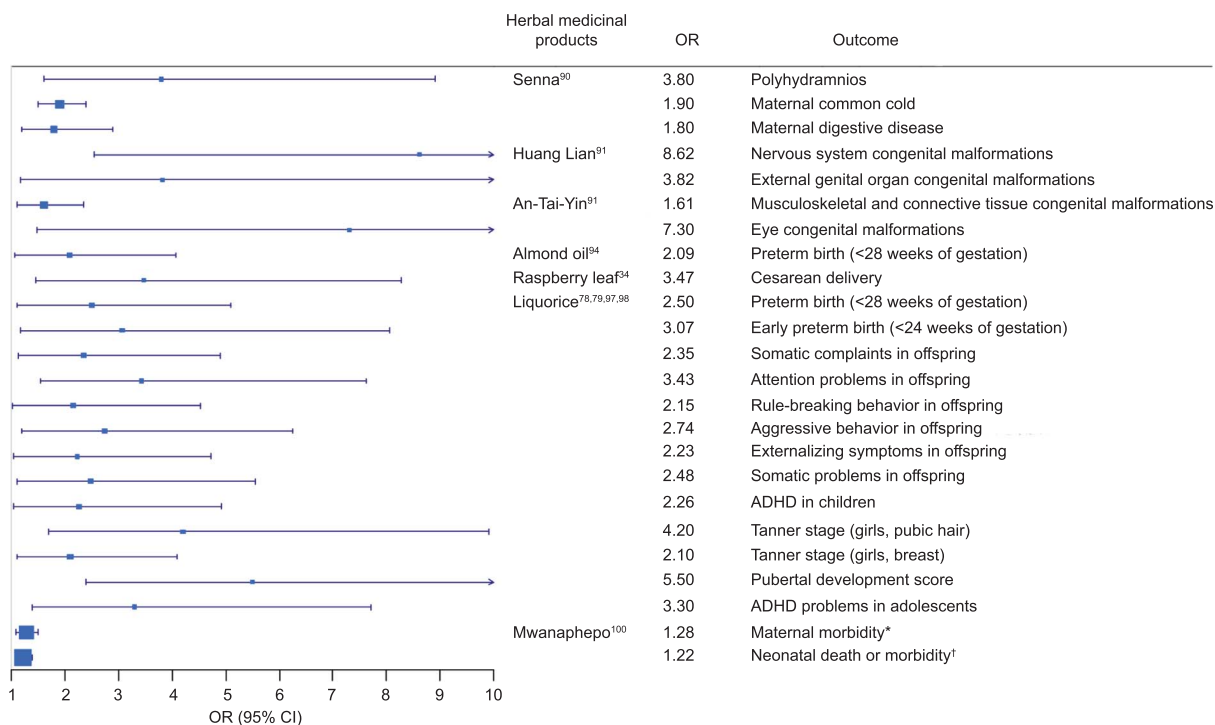 Herbal medicinal
products OR Outcome
Senna90 3.80 Polyhydramnios
1.90 Maternal common cold
1.80 Maternal digestive disease
Huang Lian91 8.62 Nervous system congenital malformations
3.82 External genital organ congenital malformations
An-Tai-Yin91 1.61 Musculoskeletal and connective tissue congenital malformations
7.30 Eye congenital malformations
Almond oil94 2.09 Preterm birth (<28 weeks of gestation)
Raspberry leaf34 3.47 Cesarean delivery
Liquorice78,79,97,98 2.50 Preterm birth (<28 weeks of gestation)
3.07 Early preterm birth (<24 weeks of gestation)
2.35 Somatic complaints in offspring
3.43 Attention problems in offspring
2.15 Rule-breaking behavior in offspring
2.74 Aggressive behavior in offspring
2.23 Externalizing symptoms in offspring
2.48 Somatic problems in offspring
2.26 ADHD in children
4.20 Tanner stage (girls, pubic hair)
2.10 Tanner stage (girls, breast)
5.50 Pubertal development score
3.30 ADHD problems in adolescents
Mwanaphepo100 1.28 Maternal morbidity*
1.22 Neonatal death or morbidity†
1 2 3 4 5 6 7 8 9 10
OR (95% CI)